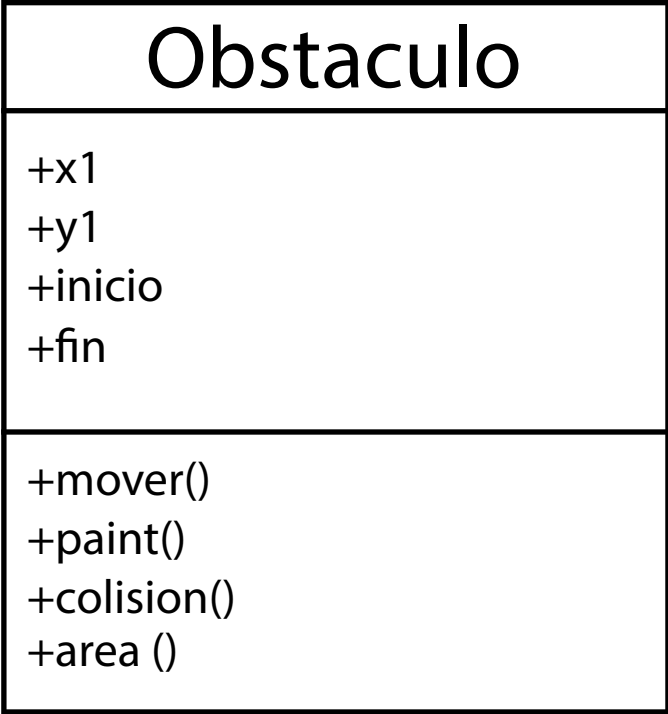 Obstaculo
+x1
+y1
+inicio
+fin
+mover()
+paint()
+colision()
+area ()